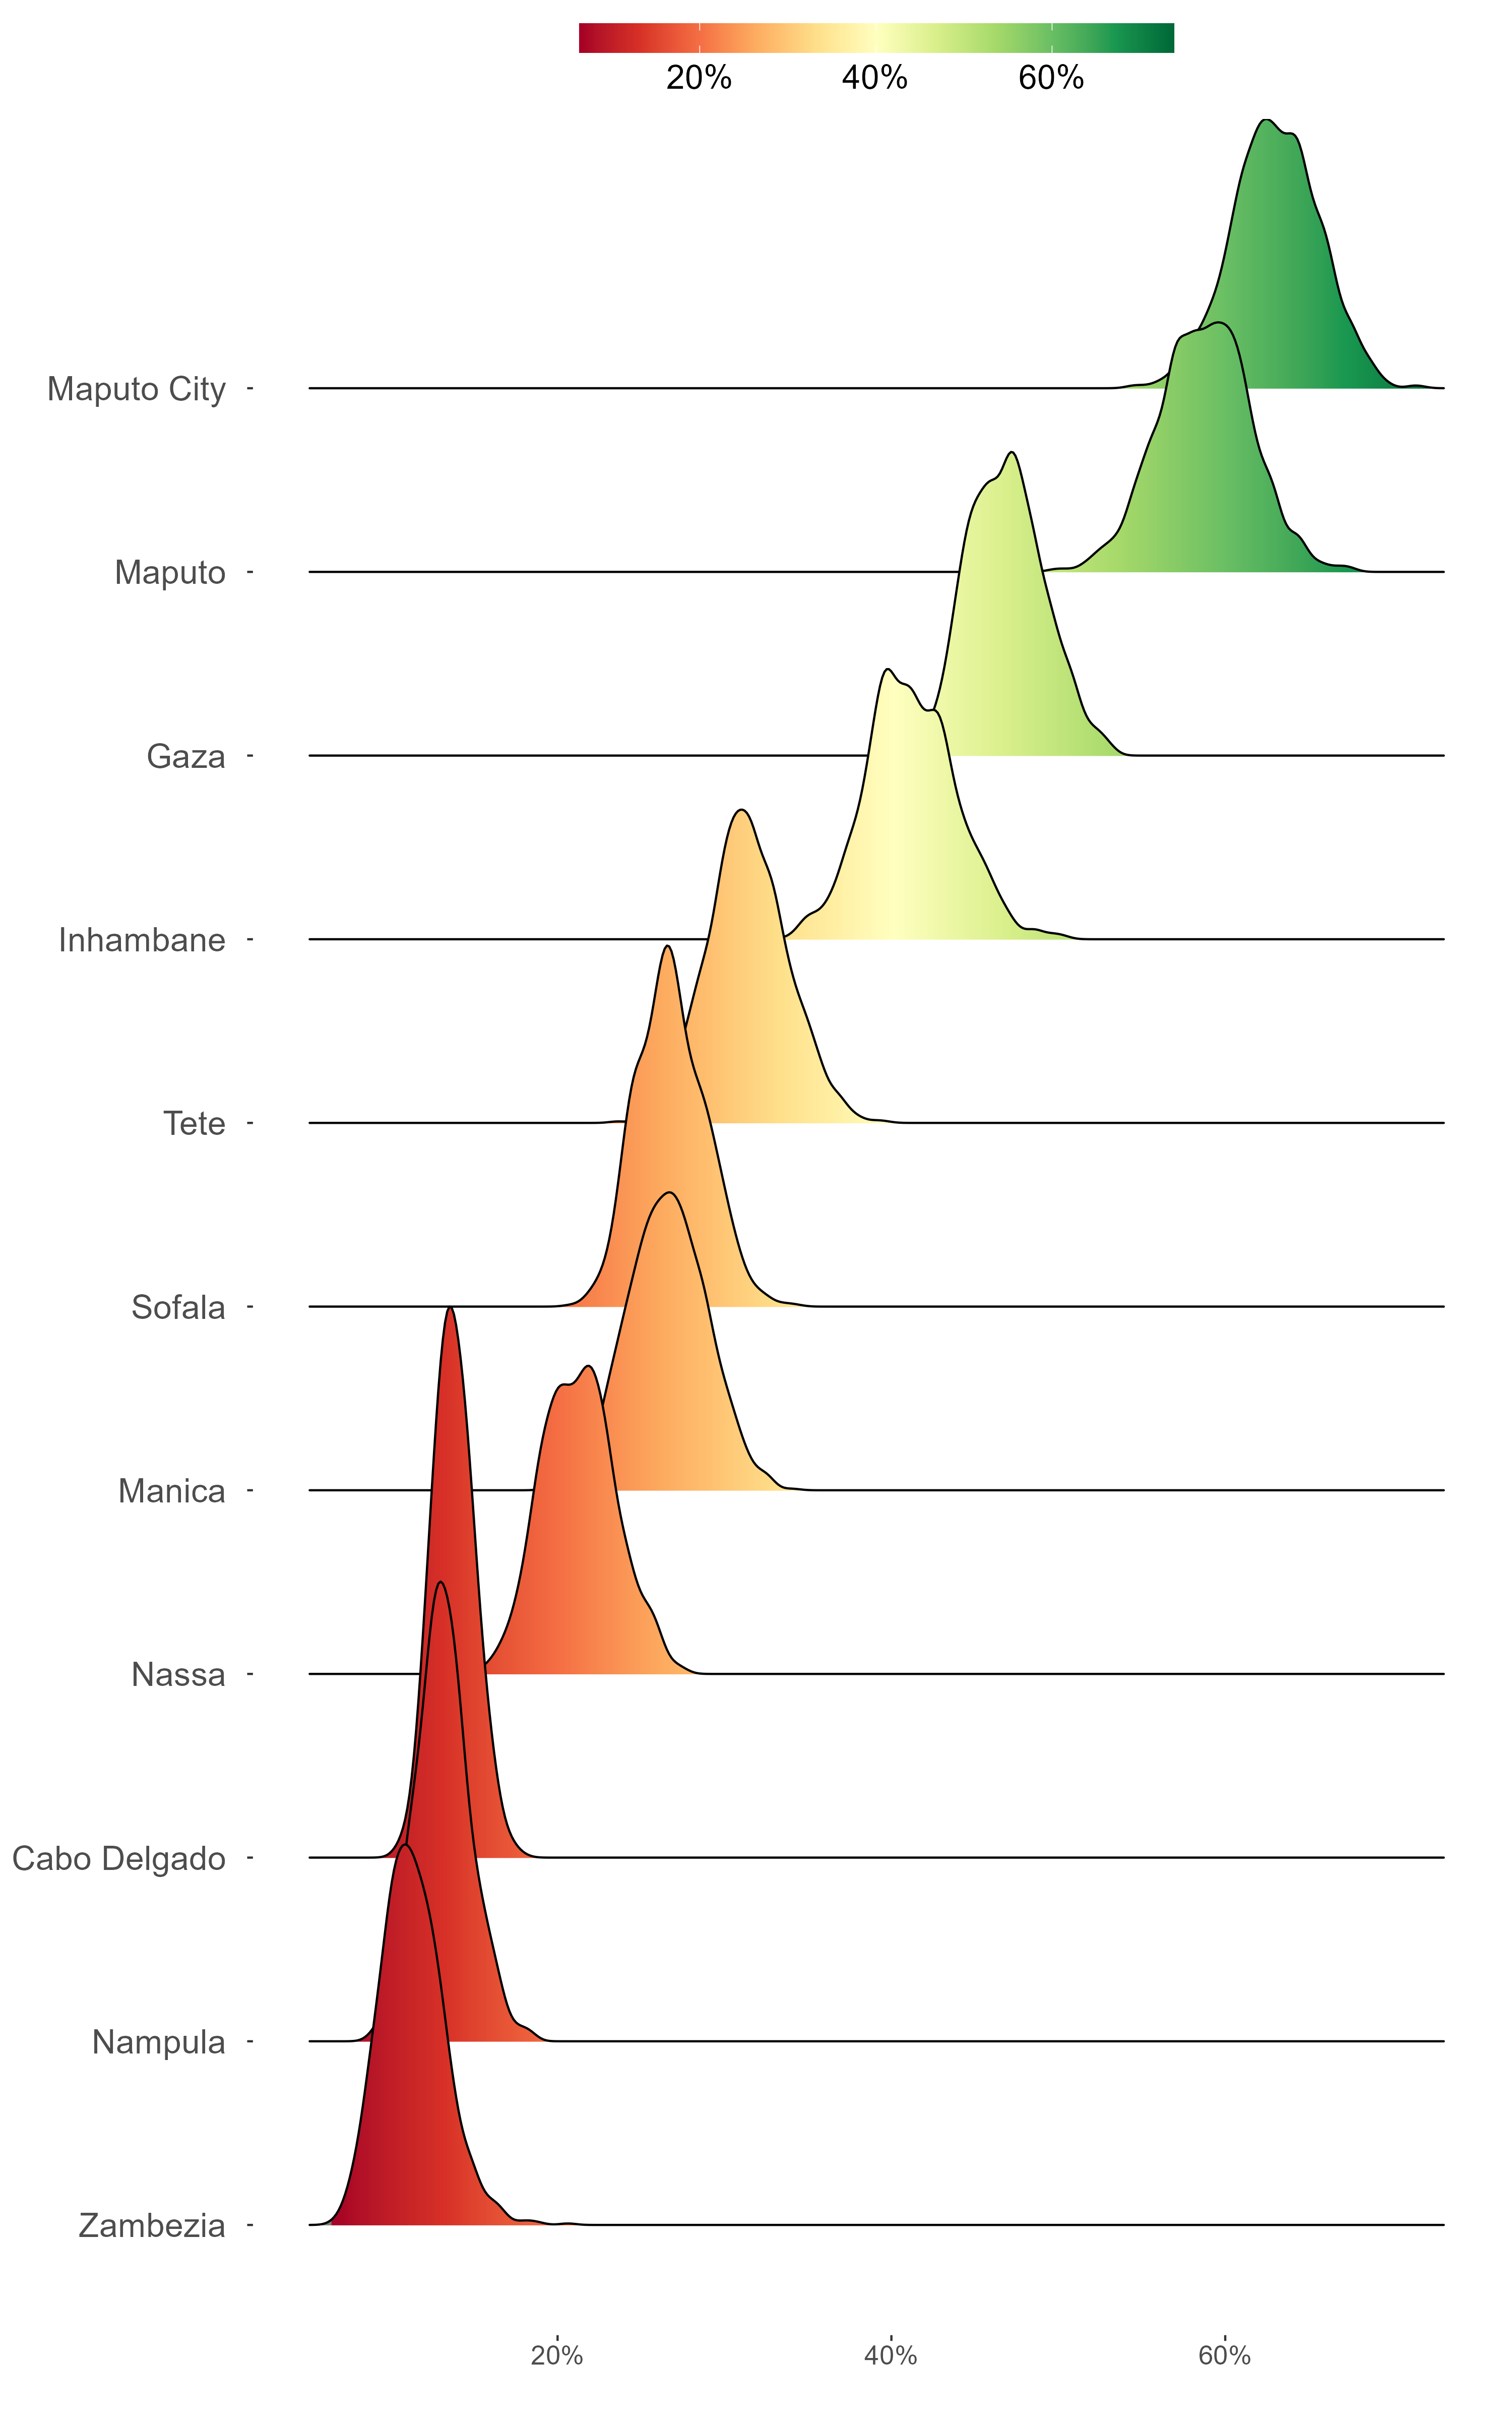 20% 40% 60%
Maputo City
Maputo
Gaza
Inhambane
Tete
Sofala
Manica
Nassa
Cabo Delgado
Nampula
Zambezia
20% 40% 60%